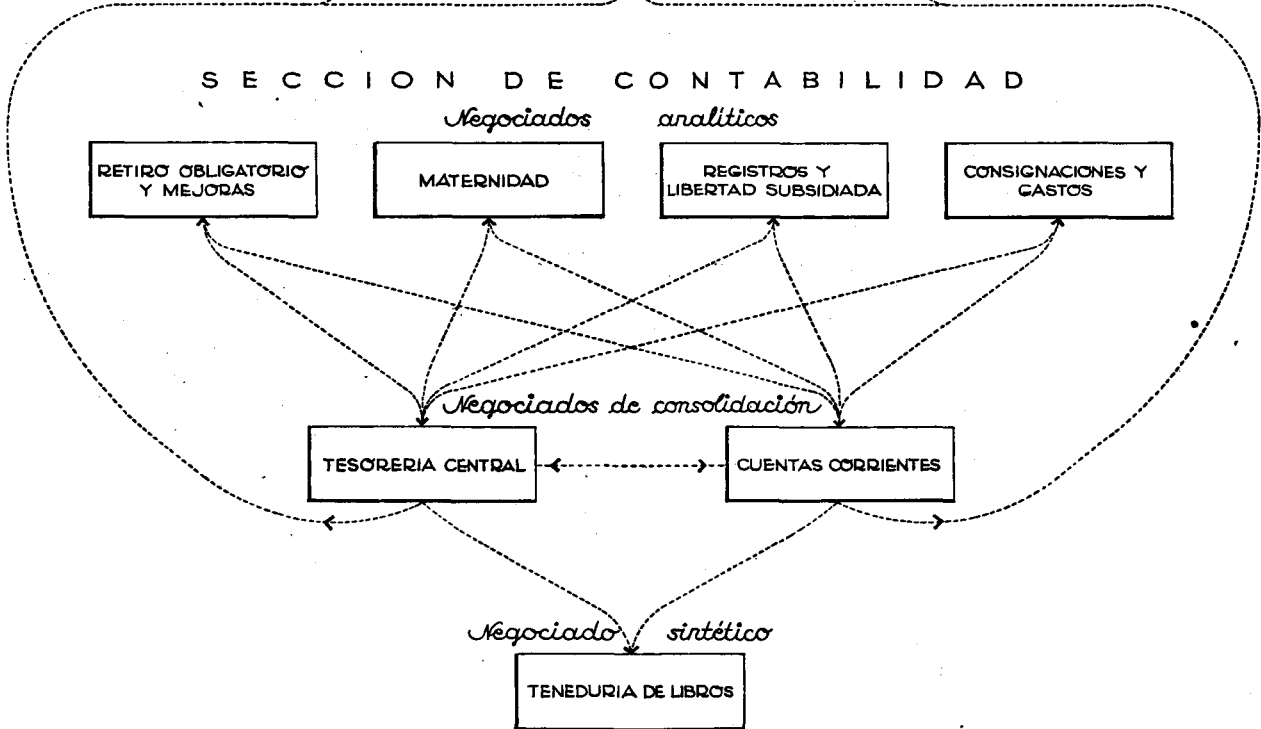 SECCION DE CONTABILIDAD
Negociados analíticos
RETIRO OBLIGATORIO
Y MEJORAS
MATERNIDAD
REGISTROS Y
LIBERTAD SUBSIDIADA
CONSIGNACIONES Y
GASTOS
Negociados de consolidación
TESORERIA CENTRAL
CUENTAS CORRIENTES
Negociado sintético
TENEDURIA DE LIBROS